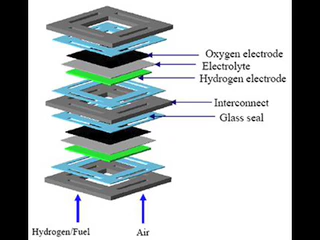 Oxygen electrode
Electrolyte
Hydrogen electrode
Interconnect
Glass seal
Hydrogen/Fuel
Air